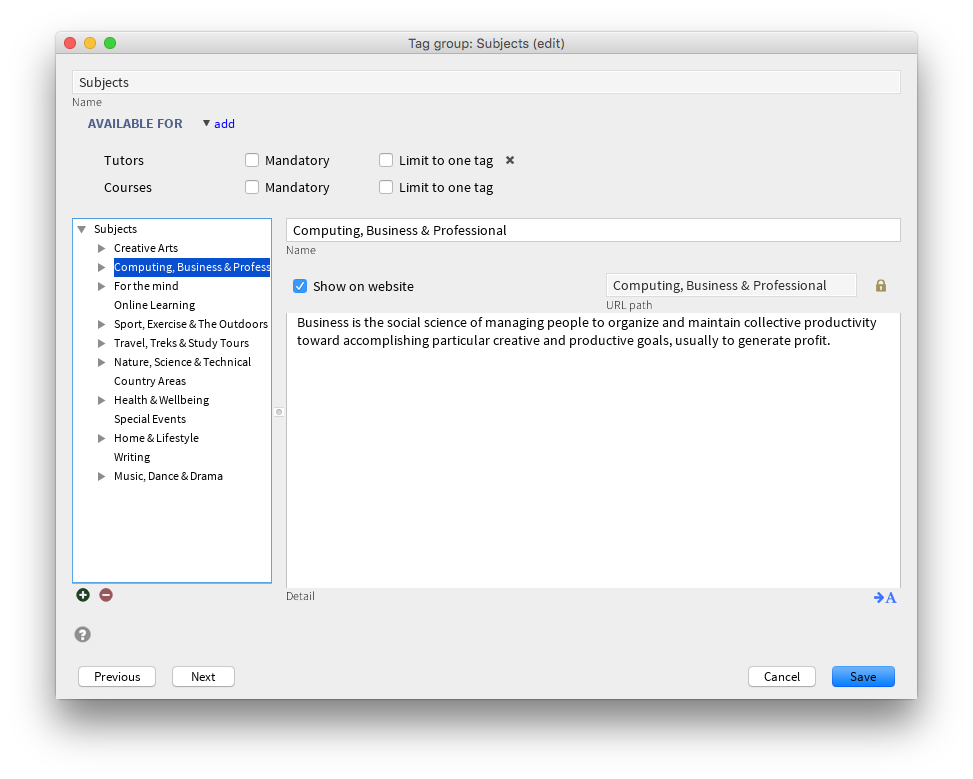 Tag group: Subjects (edit)
Subjects
Name
AVAILABLE FOR ▼ add
Tutors Mandatory Limit to one tag ✖
Courses Mandatory Limit to one tag
Subjects
Creative Arts
Computing, Business & Profess
For the mind
Online Learning
Sport, Exercise & The Outdoors
Travel, Treks & Study Tours
Nature, Science & Technical
Country Areas
Health & Wellbeing
Special Events
Home & Lifestyle
Writing
Music, Dance & Drama
Computing, Business & Professional
Name
Show on website
Computing, Business & Professional
URL path
Business is the social science of managing people to organize and maintain collective productivity
toward accomplishing particular creative and productive goals, usually to generate profit.
Detail
A
?
Previous Next Cancel Save